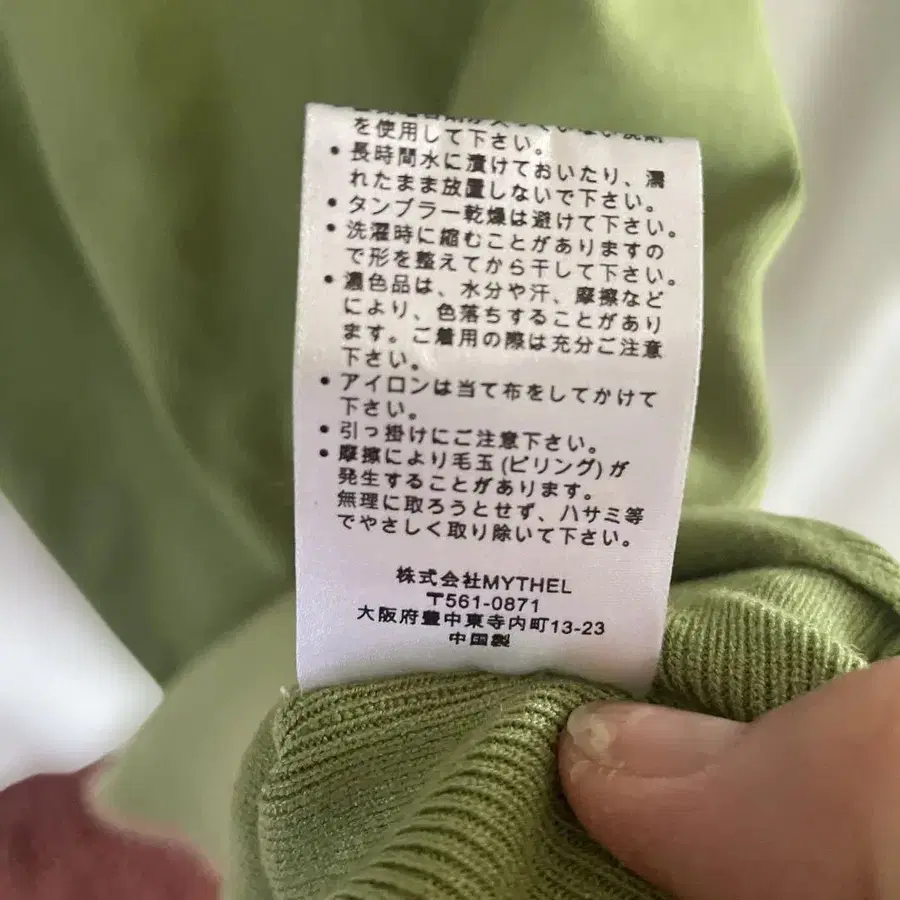 を使用して下さい。
• 長時間水に漬けておいたり、濡
れたまま放置しないで下さい。
• タンブラー乾燥は避けて下さい。
• 洗濯時に縮むことがありますの
で形を整えてから干して下さい。
• 濃色品は、水分や汗、摩擦など
により、色落ちすることがあり
ます。ご着用の際は充分ご注意
下さい。
• アイロンは当て布をしてかけて
下さい。
• 引っ掛けにご注意下さい。
• 摩擦により毛玉(ピリング)が
発生することがあります。
無理に取ろうとせず、ハサミ等
でやさしく取り除いて下さい。
株式会社MYTHEL
〒561-0871
大阪府豊中東寺内町13-23
中国製